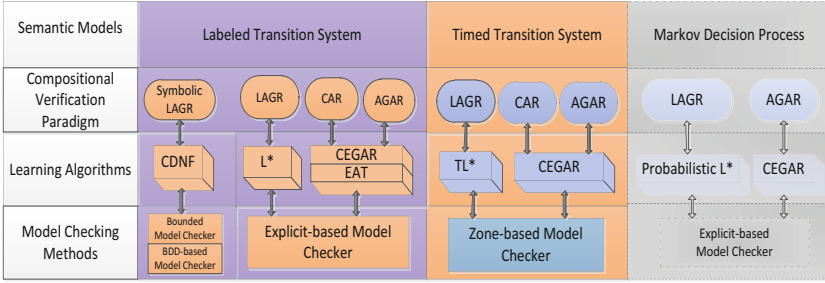 Semantic Models
Labeled Transition System
Timed Transition System
Markov Decision Process
Compositional
Verification
Paradigm
Symbolic
LAGR
LAGR
CAR
AGAR
LAGR
CAR
AGAR
LAGR
AGAR
Learning Algorithms
CDNF
L*
CEGAR
EAT
TL*
CEGAR
Probabilistic L*
CEGAR
Model Checking
Methods
Bounded
Model Checker
BDD-based
Model Checker
Explicit-based Model
Checker
Zone-based Model
Checker
Explicit-based
Model Checker